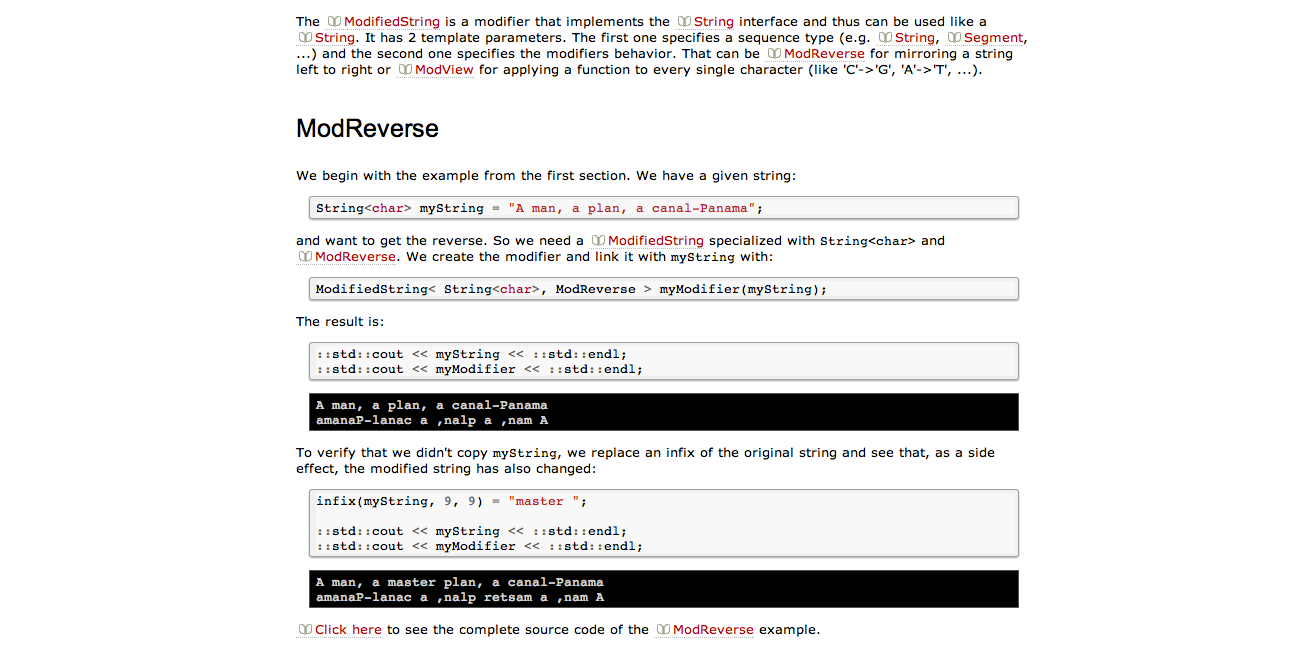 The ModifiedString is a modifier that implements the String interface and thus can be used like a
String. It has 2 template parameters. The first one specifies a sequence type (e.g. String, Segment,
...) and the second one specifies the modifiers behavior. That can be ModReverse for mirroring a string
left to right or ModView for applying a function to every single character (like 'C'->'G', 'A'->'T', ...).
ModReverse
We begin with the example from the first section. We have a given string:
String<char> myString = "A man, a plan, a canal-Panama";
and want to get the reverse. So we need a ModifiedString specialized with String<char> and
ModReverse. We create the modifier and link it with myString with:
ModifiedString< String<char>, ModReverse > myModifier(myString);
The result is:
::std::cout << myString << ::std::endl;
::std::cout << myModifier << ::std::endl;
A man, a plan, a canal-Panama
amanaP-lanac a ,nalp a ,nam A
To verify that we didn't copy myString, we replace an infix of the original string and see that, as a side
effect, the modified string has also changed:
infix(myString, 9, 9) = "master ";
::std::cout << myString << ::std::endl;
::std::cout << myModifier << ::std::endl;
A man, a master plan, a canal-Panama
amanaP-lanac a ,nalp retsam a ,nam A
Click here to see the complete source code of the ModReverse example.